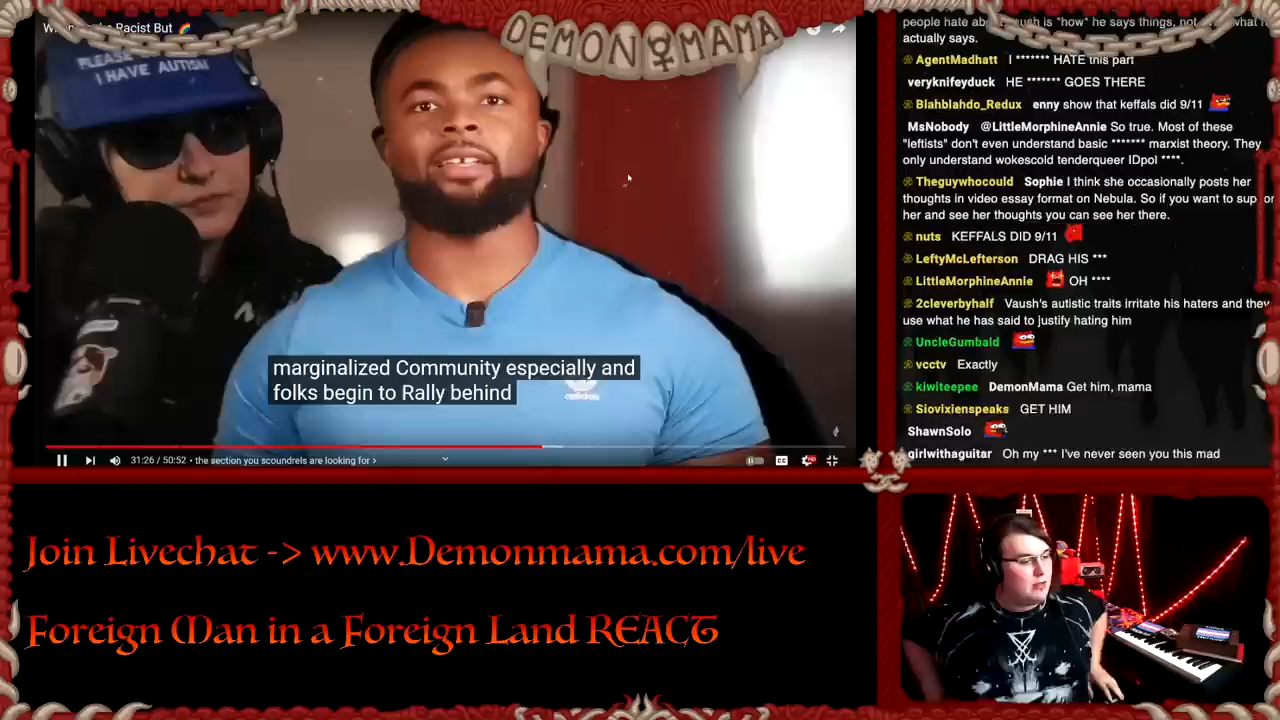 Racist But 🌈
DEMON MAMA
PLEASE
I HAVE AUTISM
marginalized Community especially and
folks begin to Rally behind
31:26 / 50:52 • the section you scoundrels are looking for ›
Join Livechat -> www.Demonmama.com/live
Foreign Man in a Foreign Land REACT
actually says.
AgentMadhatt I ******* HATE this part
veryknifeyduck HE ******* GOES THERE
Blahblahdo_Redux enny show that keffals did 9/11
MsNobody @LittleMorphineAnnie So true. Most of these
"leftists" don't even understand basic ******* marxist theory. They
only understand wokescold tenderqueer IDpol ****.
Theguywhocould Sophie I think she occasionally posts her
thoughts in video essay format on Nebula. So if you want to
her and see her thoughts you can see her there.
nuts KEFFALS DID 9/11
LeftyMcLefterson DRAG HIS ***
LittleMorphineAnnie OH ****
2cleverbyhalf Vaush's autistic traits irritate his haters and they
use what he has said to justify hating him
UncleGumbald
vcctv Exactly
kiwiteepee DemonMama Get him, mama
Siovixienspeaks GET HIM
ShawnSolo
girlwithaguitar Oh my *** I've never seen you this mad